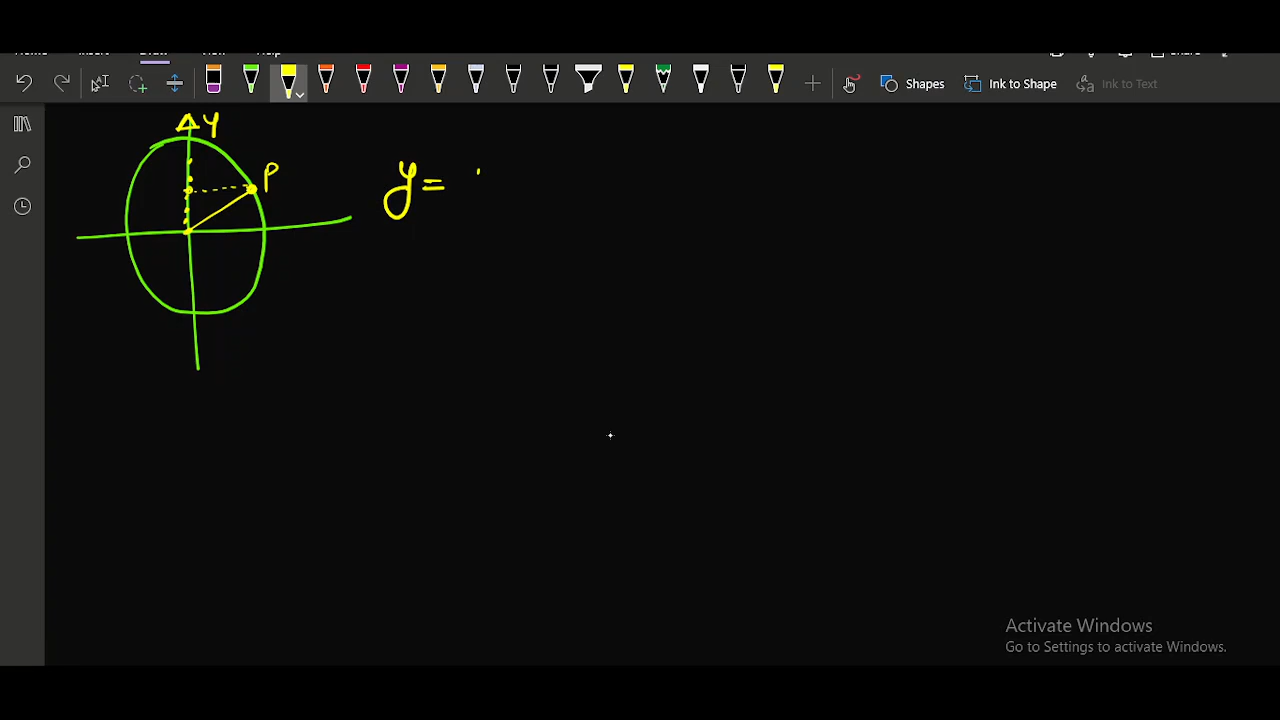 Shapes
Ink to Shape
Ink to Text
Y
P
y =
Activate Windows
Go to Settings to activate Windows.